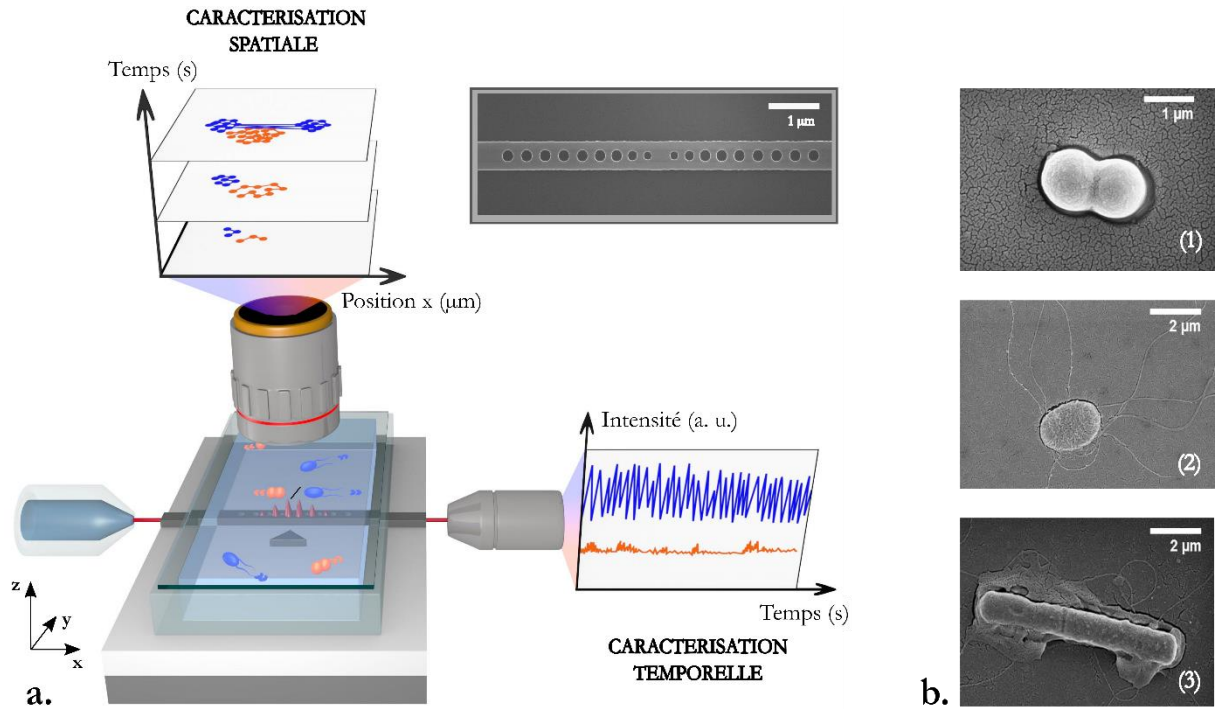 CARACTERISATION
SPATIALE
Temps (s)
Position x (µm)
1 µm
Intensité (a. u.)
Temps (s)
CARACTERISATION
TEMPORELLE
z
y
x
a.
1 µm
(1)
2 µm
(2)
2 µm
(3)
b.